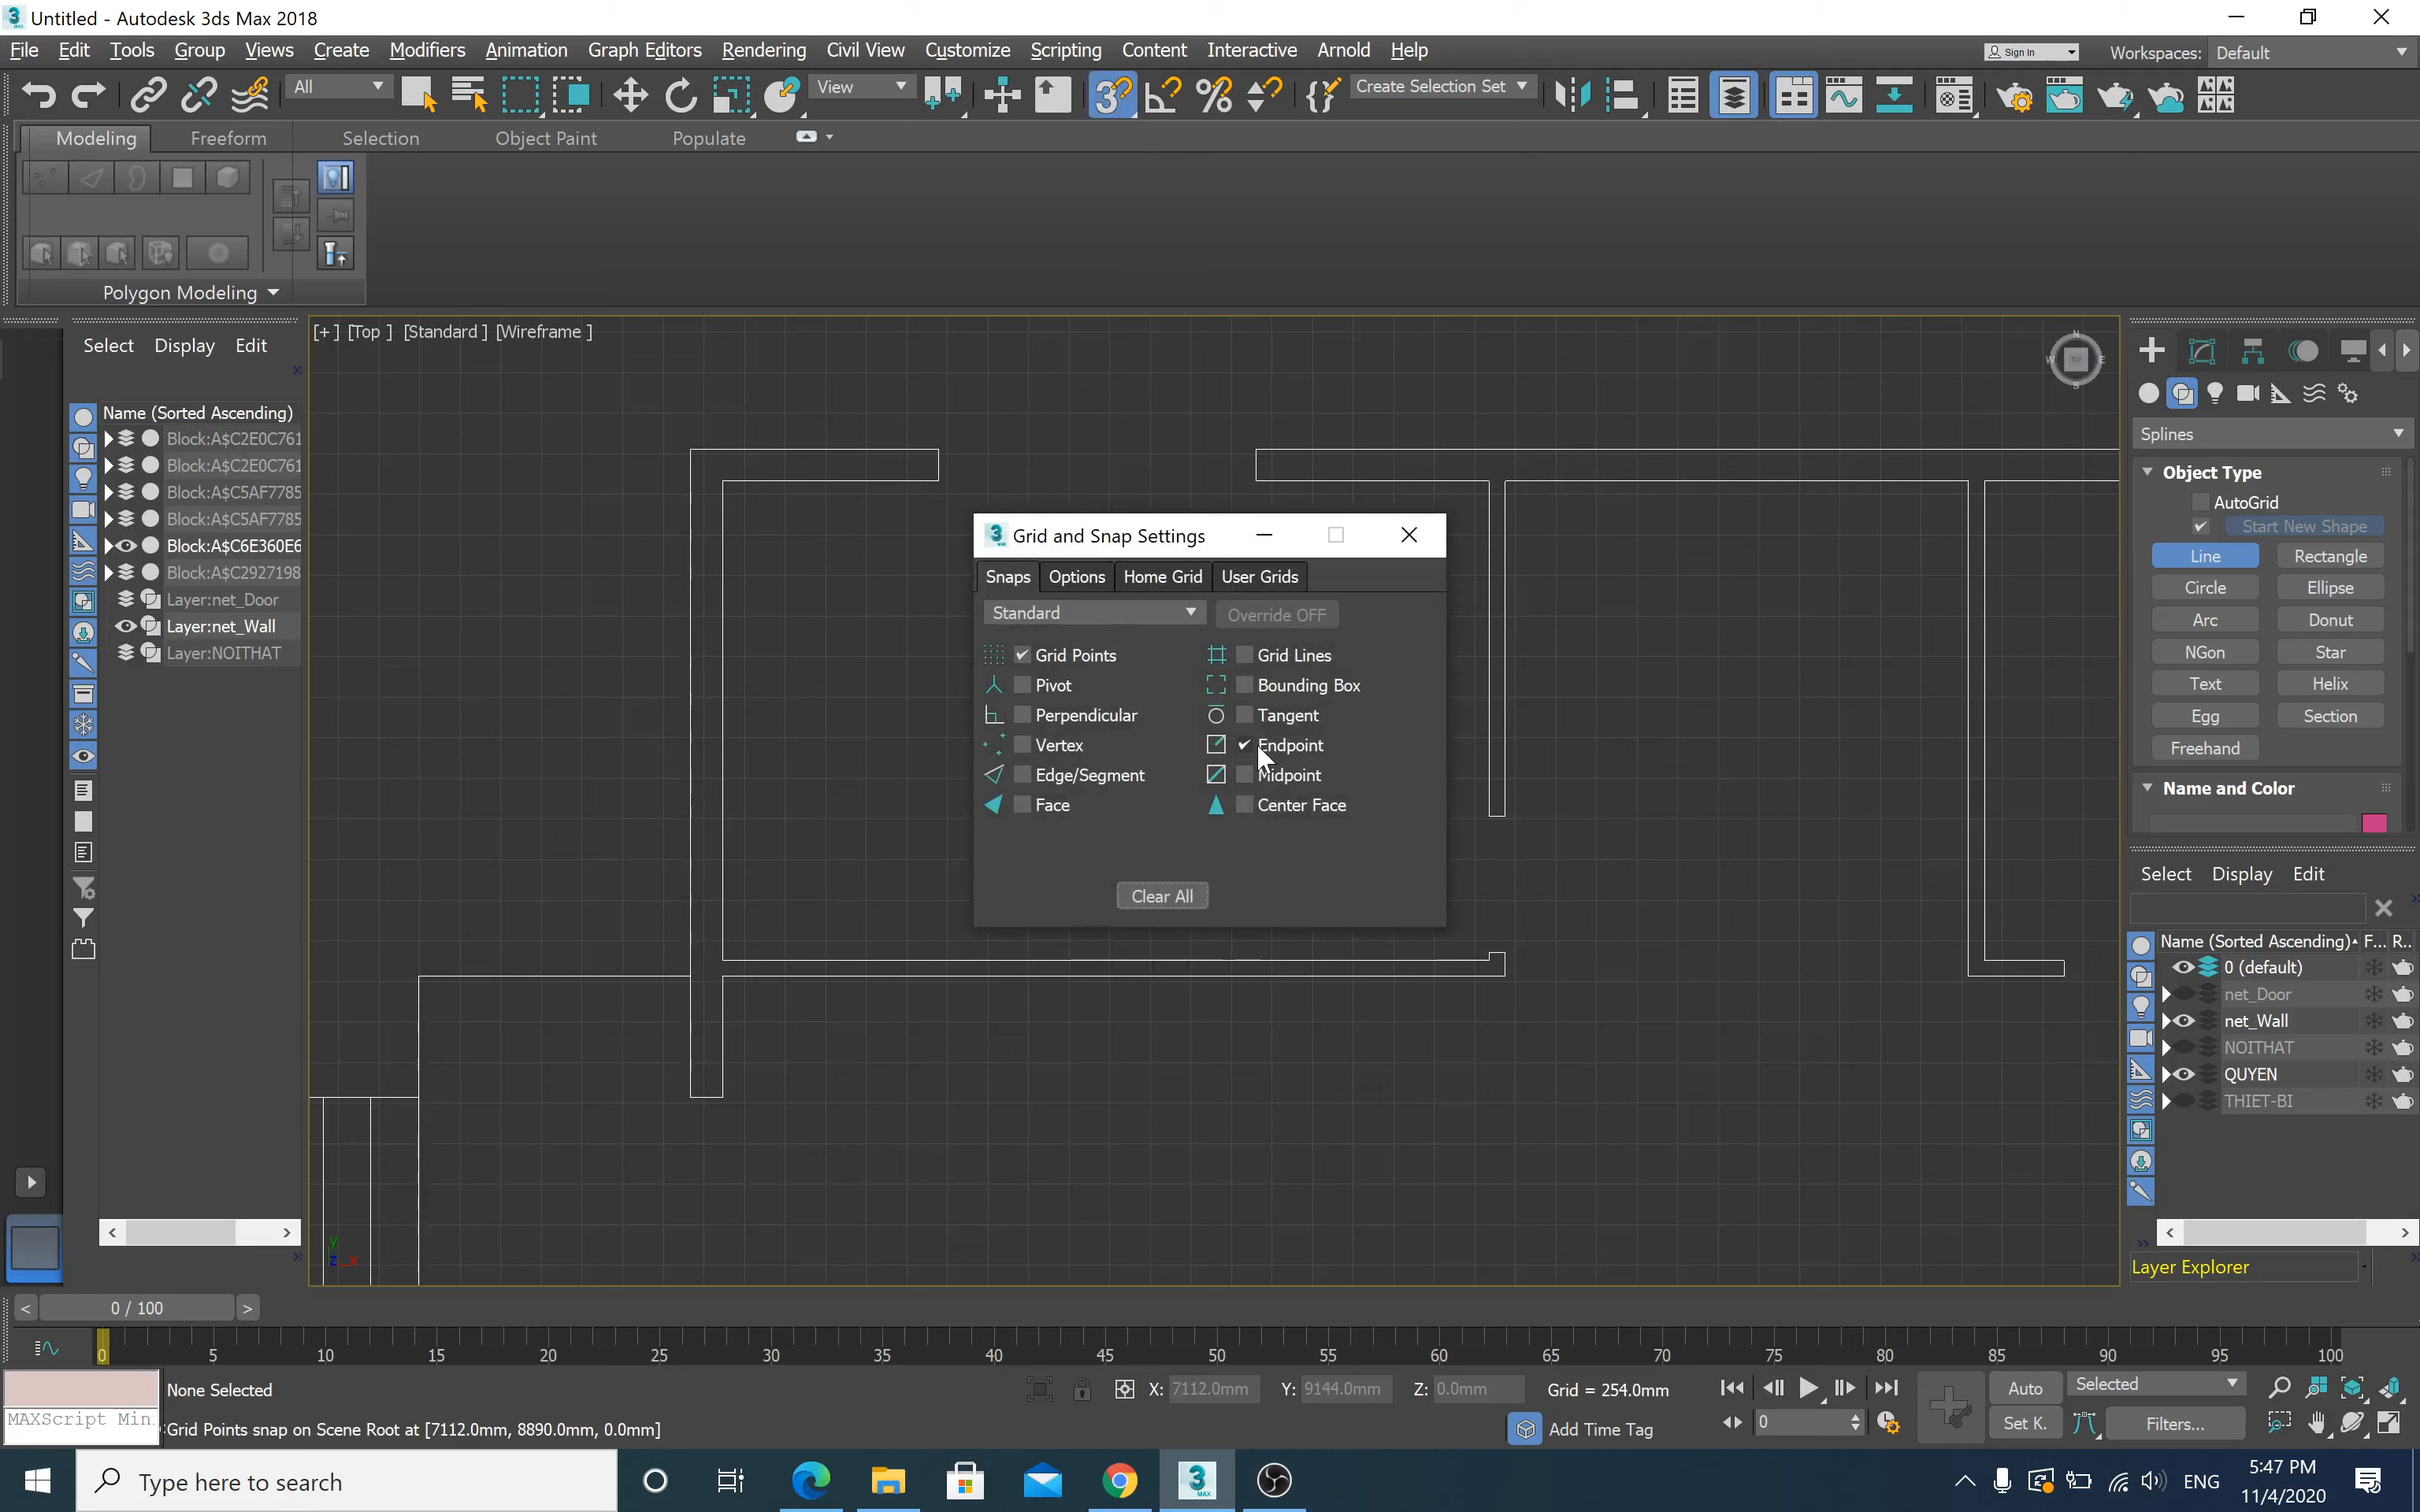 Untitled - Autodesk 3ds Max 2018
File Edit Tools Group Views Create Modifiers Animation Graph Editors Rendering Civil View Customize Scripting Content Interactive Arnold Help
Sign In
Workspaces: Default
All
View
Create Selection Set
Modeling Freeform Selection Object Paint Populate
Polygon Modeling
Select Display Edit
Name (Sorted Ascending)
Block:A$C2E0C761
Block:A$C2E0C761
Block:A$C5AF7785
Block:A$C5AF7785
Block:A$C6E360E6
Block:A$C2927198
Layer:net_Door
Layer:net_Wall
Layer:NOITHAT
[+] [Top ] [Standard ] [Wireframe ]
N
W
E
S
TOP
Grid and Snap Settings
Snaps Options Home Grid User Grids
Standard
Override OFF
Grid Points
Grid Lines
Pivot
Bounding Box
Perpendicular
Tangent
Vertex
Endpoint
Edge/Segment
Midpoint
Face
Center Face
Clear All
y
z x
Splines
Object Type
AutoGrid
Start New Shape
Line Rectangle
Circle Ellipse
Arc Donut
NGon Star
Text Helix
Egg Section
Freehand
Name and Color
Select Display Edit
Name (Sorted Ascending) F... R..
0 (default)
net_Door
net_Wall
NOITHAT
QUYEN
THIET-BI
Layer Explorer
< 0 / 100 >
0 5 10 15 20 25 30 35 40 45 50 55 60 65 70 75 80 85 90 95 100
None Selected
MAXScript Min
Grid Points snap on Scene Root at [7112.0mm, 8890.0mm, 0.0mm]
X: 7112.0mm Y: 9144.0mm Z: 0.0mm Grid = 254.0mm
Add Time Tag
0
Auto Selected
Set K. Filters...
Type here to search
ENG
5:47 PM
11/4/2020